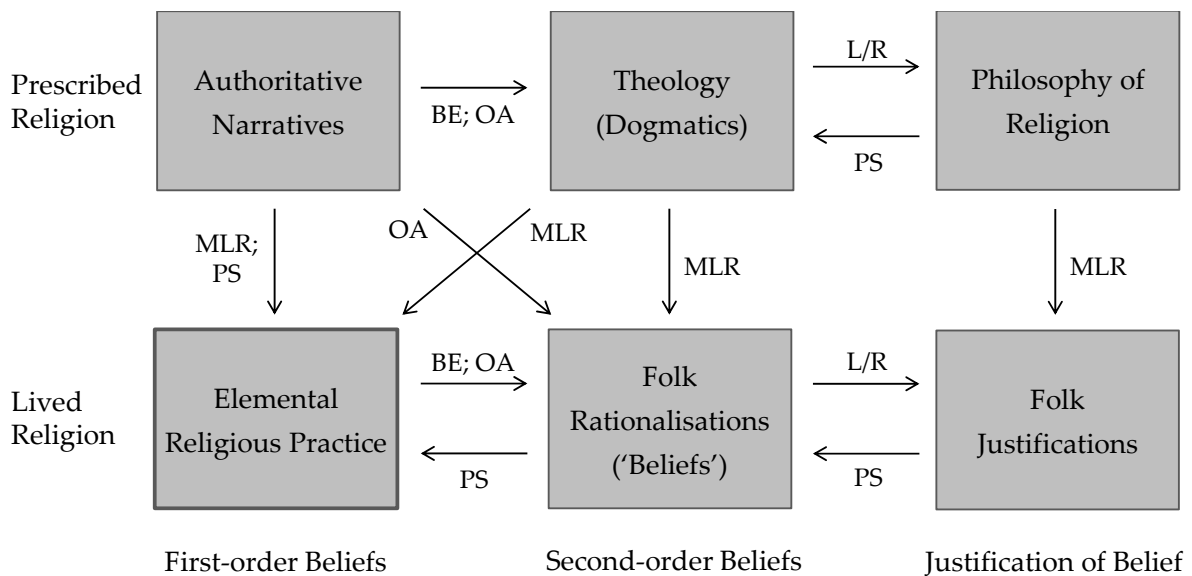 Prescribed
Religion
Authoritative
Narratives
BE; OA
Theology
(Dogmatics)
L/R
PS
Philosophy of
Religion
MLR;
PS
OA
MLR
MLR
MLR
Lived
Religion
Elemental
Religious Practice
BE; OA
PS
Folk
Rationalisations
(‘Beliefs’)
L/R
PS
Folk
Justifications
First-order Beliefs
Second-order Beliefs
Justification of Belief